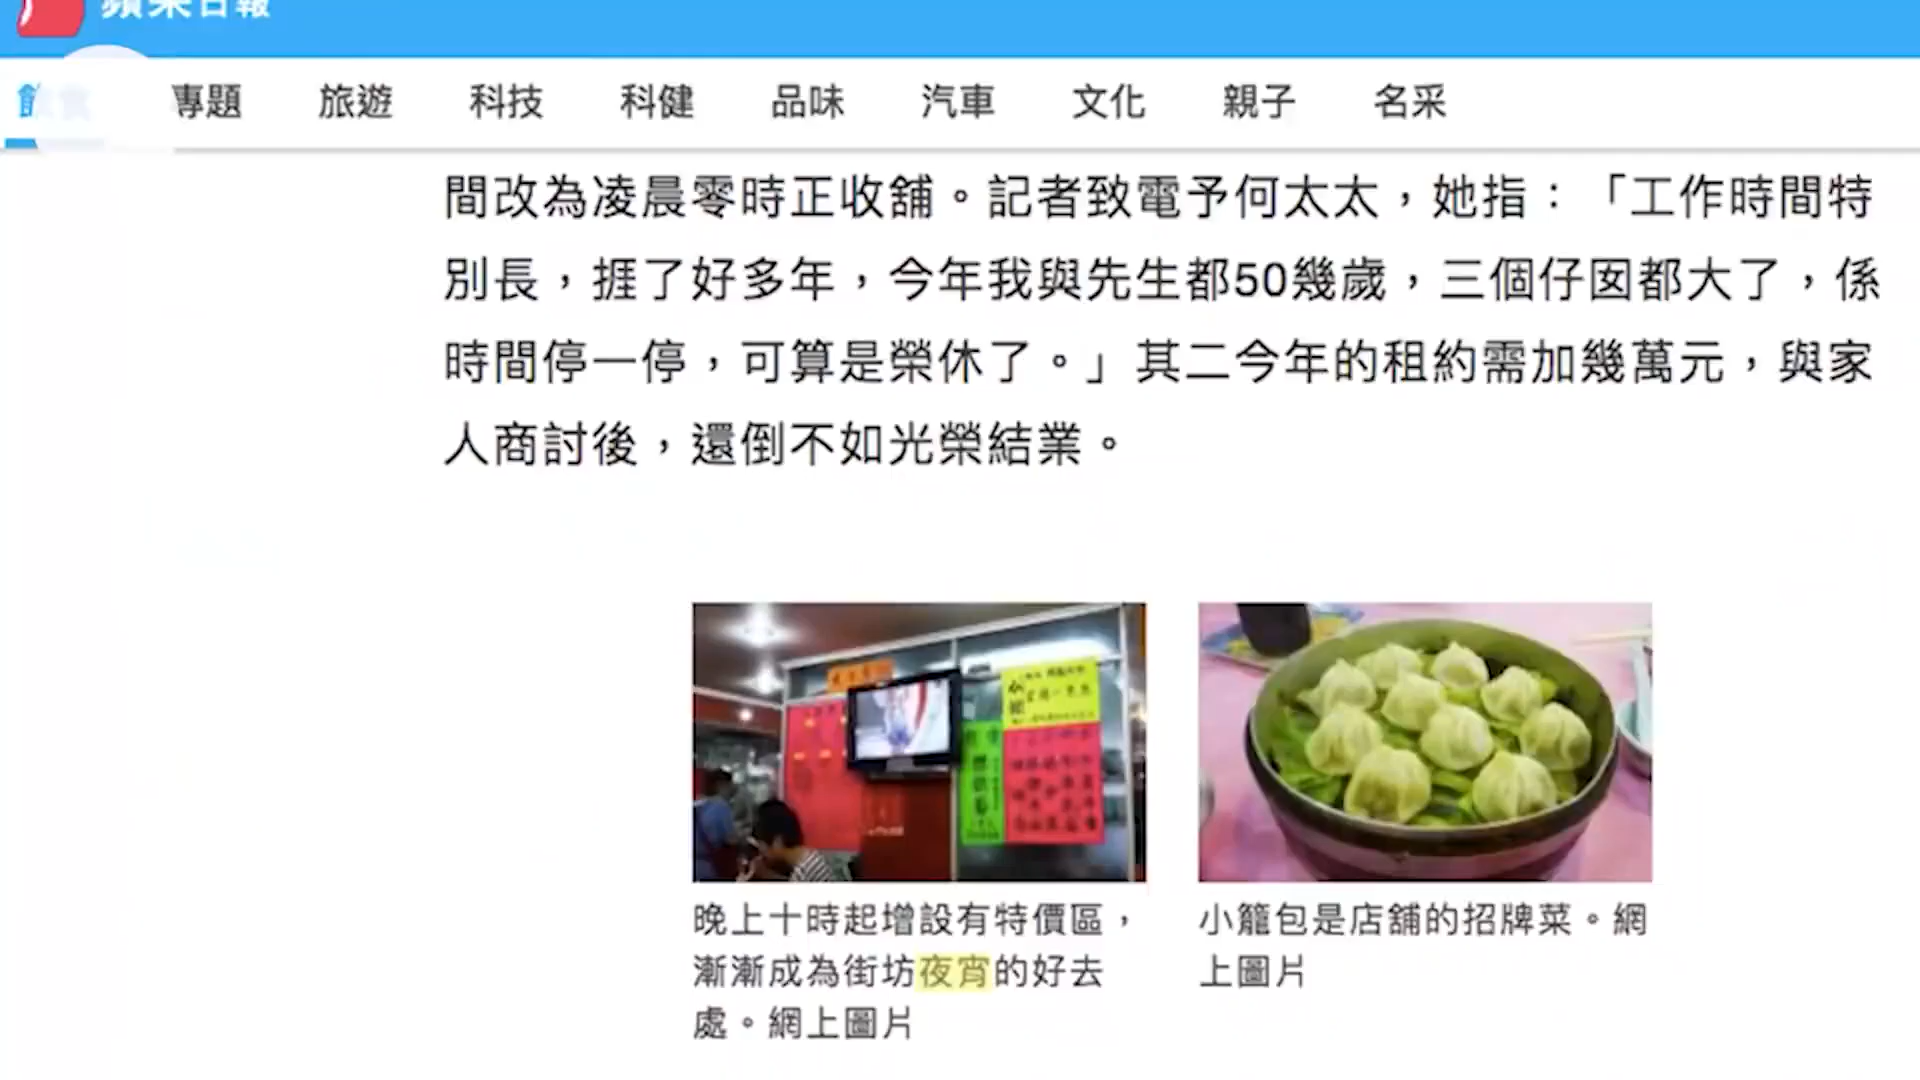 蘋果日報
飲食 專題 旅遊 科技 科健 品味 汽車 文化 親子 名采
間改為凌晨零時正收舖。記者致電予何太太，她指：「工作時間特
別長，捱了好多年，今年我與先生都50幾歲，三個仔囡都大了，係
時間停一停，可算是榮休了。」其二今年的租約需加幾萬元，與家
人商討後，還倒不如光榮結業。
晚上十時起增設有特價區，
漸漸成為街坊夜宵的好去
處。網上圖片
小籠包是店舖的招牌菜。網
上圖片